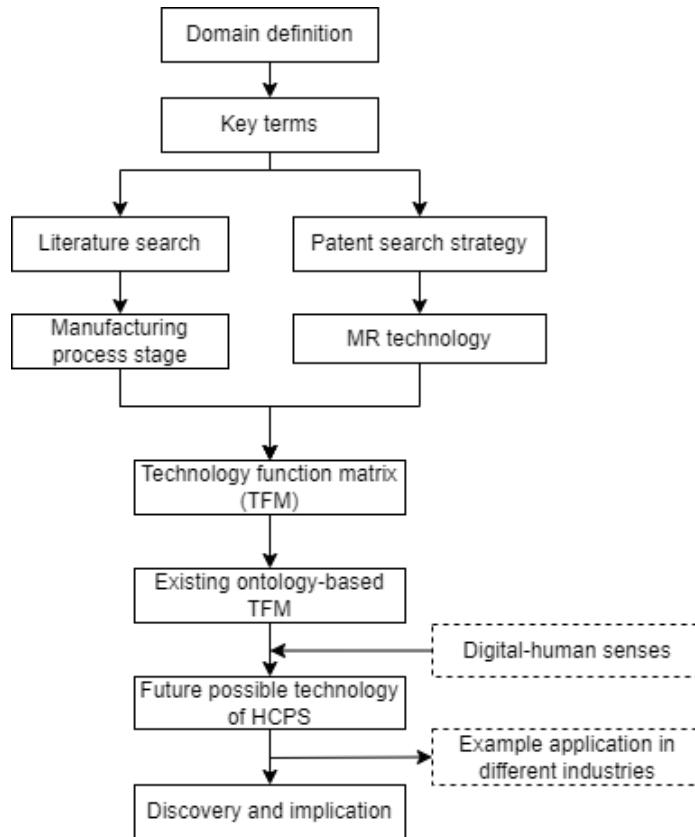 Domain definition
Key terms
Literature search
Patent search strategy
Manufacturing
process stage
MR technology
Technology function matrix
(TFM)
Existing ontology-based
TFM
Digital-human senses
Future possible technology
of HCPS
Example application in
different industries
Discovery and implication